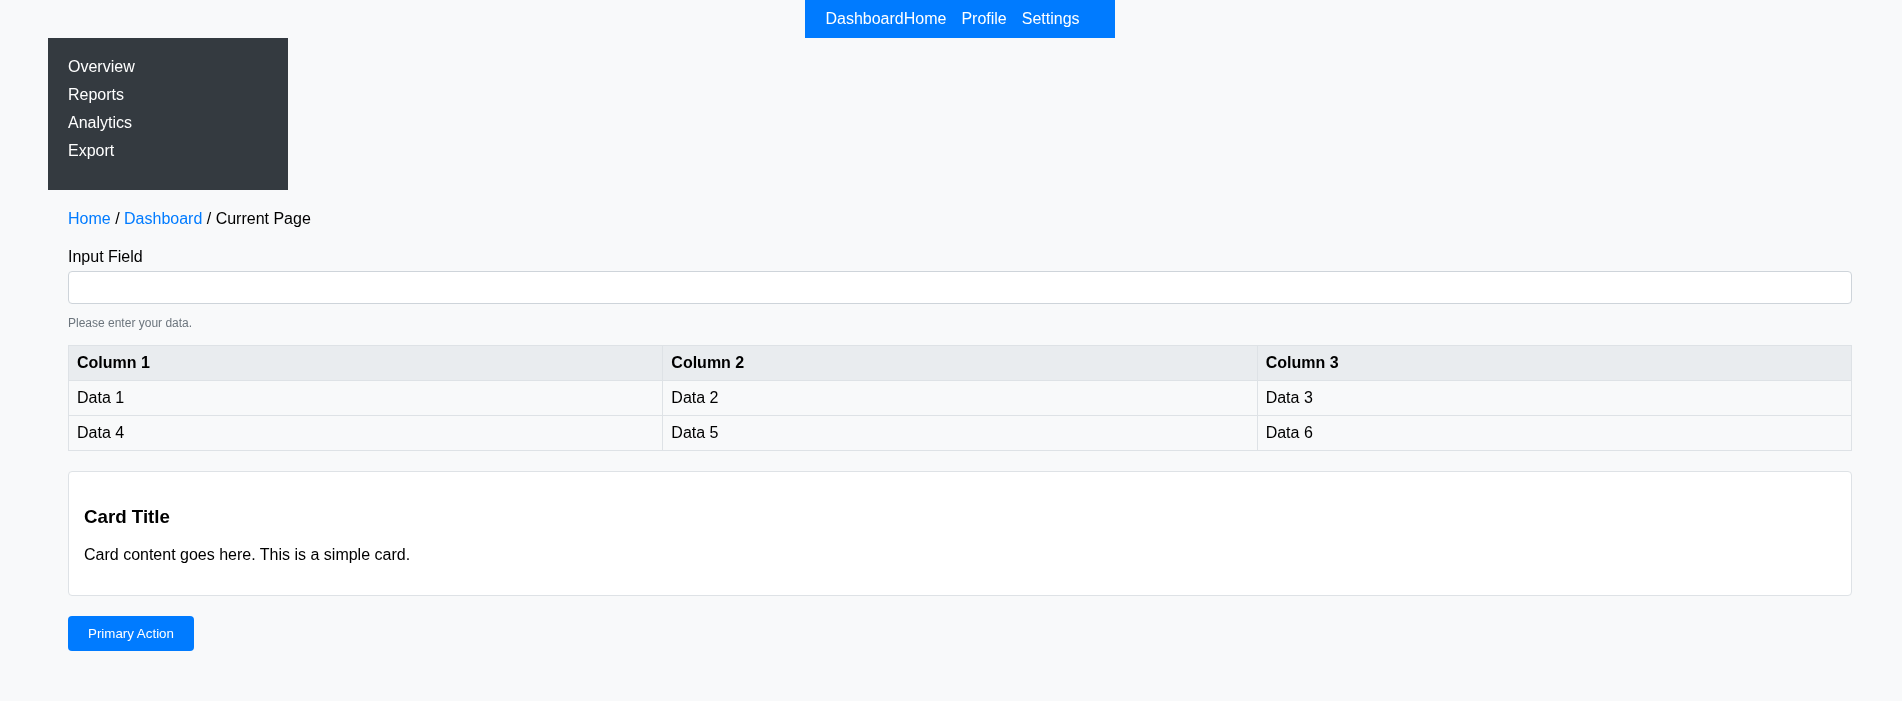 DashboardHome Profile Settings
Overview
Reports
Analytics
Export
Home / Dashboard / Current Page
Input Field
Please enter your data.
Column 1 Column 2 Column 3
Data 1 Data 2 Data 3
Data 4 Data 5 Data 6
Card Title
Card content goes here. This is a simple card.
Primary Action